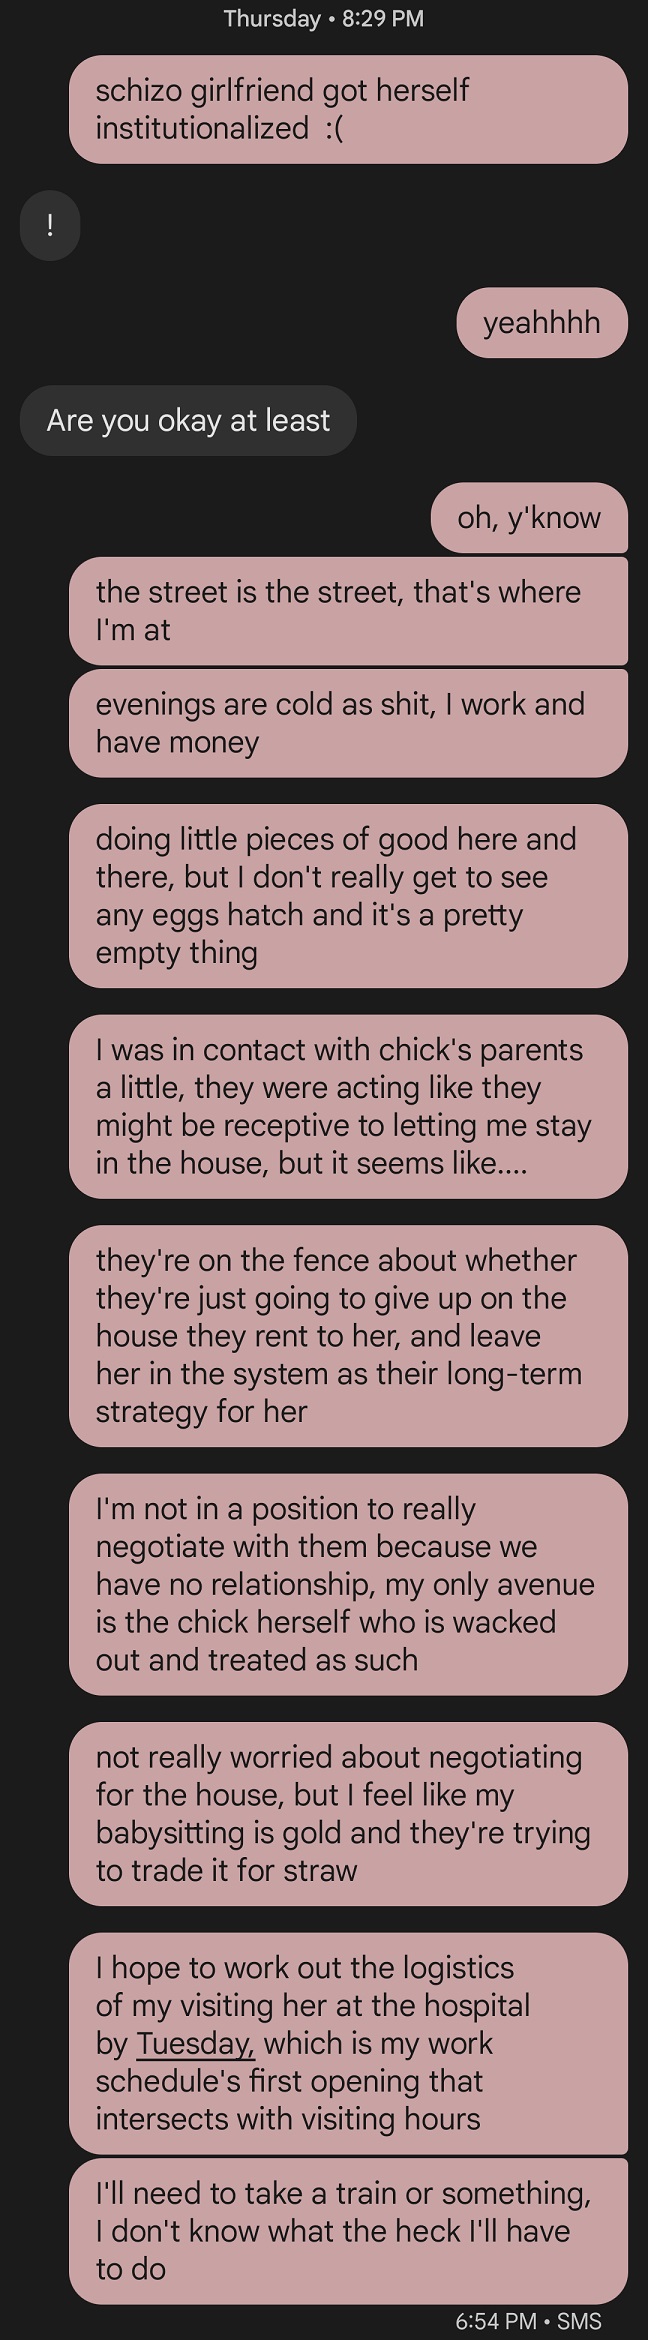 Thursday • 8:29 PM
schizo girlfriend got herself
institutionalized  :(
!
yeahhhh
Are you okay at least
oh, y'know
the street is the street, that's where
I'm at
evenings are cold as shit, I work and
have money
doing little pieces of good here and
there, but I don't really get to see
any eggs hatch and it's a pretty
empty thing
I was in contact with chick's parents
a little, they were acting like they
might be receptive to letting me stay
in the house, but it seems like....
they're on the fence about whether
they're just going to give up on the
house they rent to her, and leave
her in the system as their long-term
strategy for her
I'm not in a position to really
negotiate with them because we
have no relationship, my only avenue
is the chick herself who is wacked
out and treated as such
not really worried about negotiating
for the house, but I feel like my
babysitting is gold and they're trying
to trade it for straw
I hope to work out the logistics
of my visiting her at the hospital
by Tuesday, which is my work
schedule's first opening that
intersects with visiting hours
I'll need to take a train or something,
I don't know what the heck I'll have
to do
6:54 PM • SMS